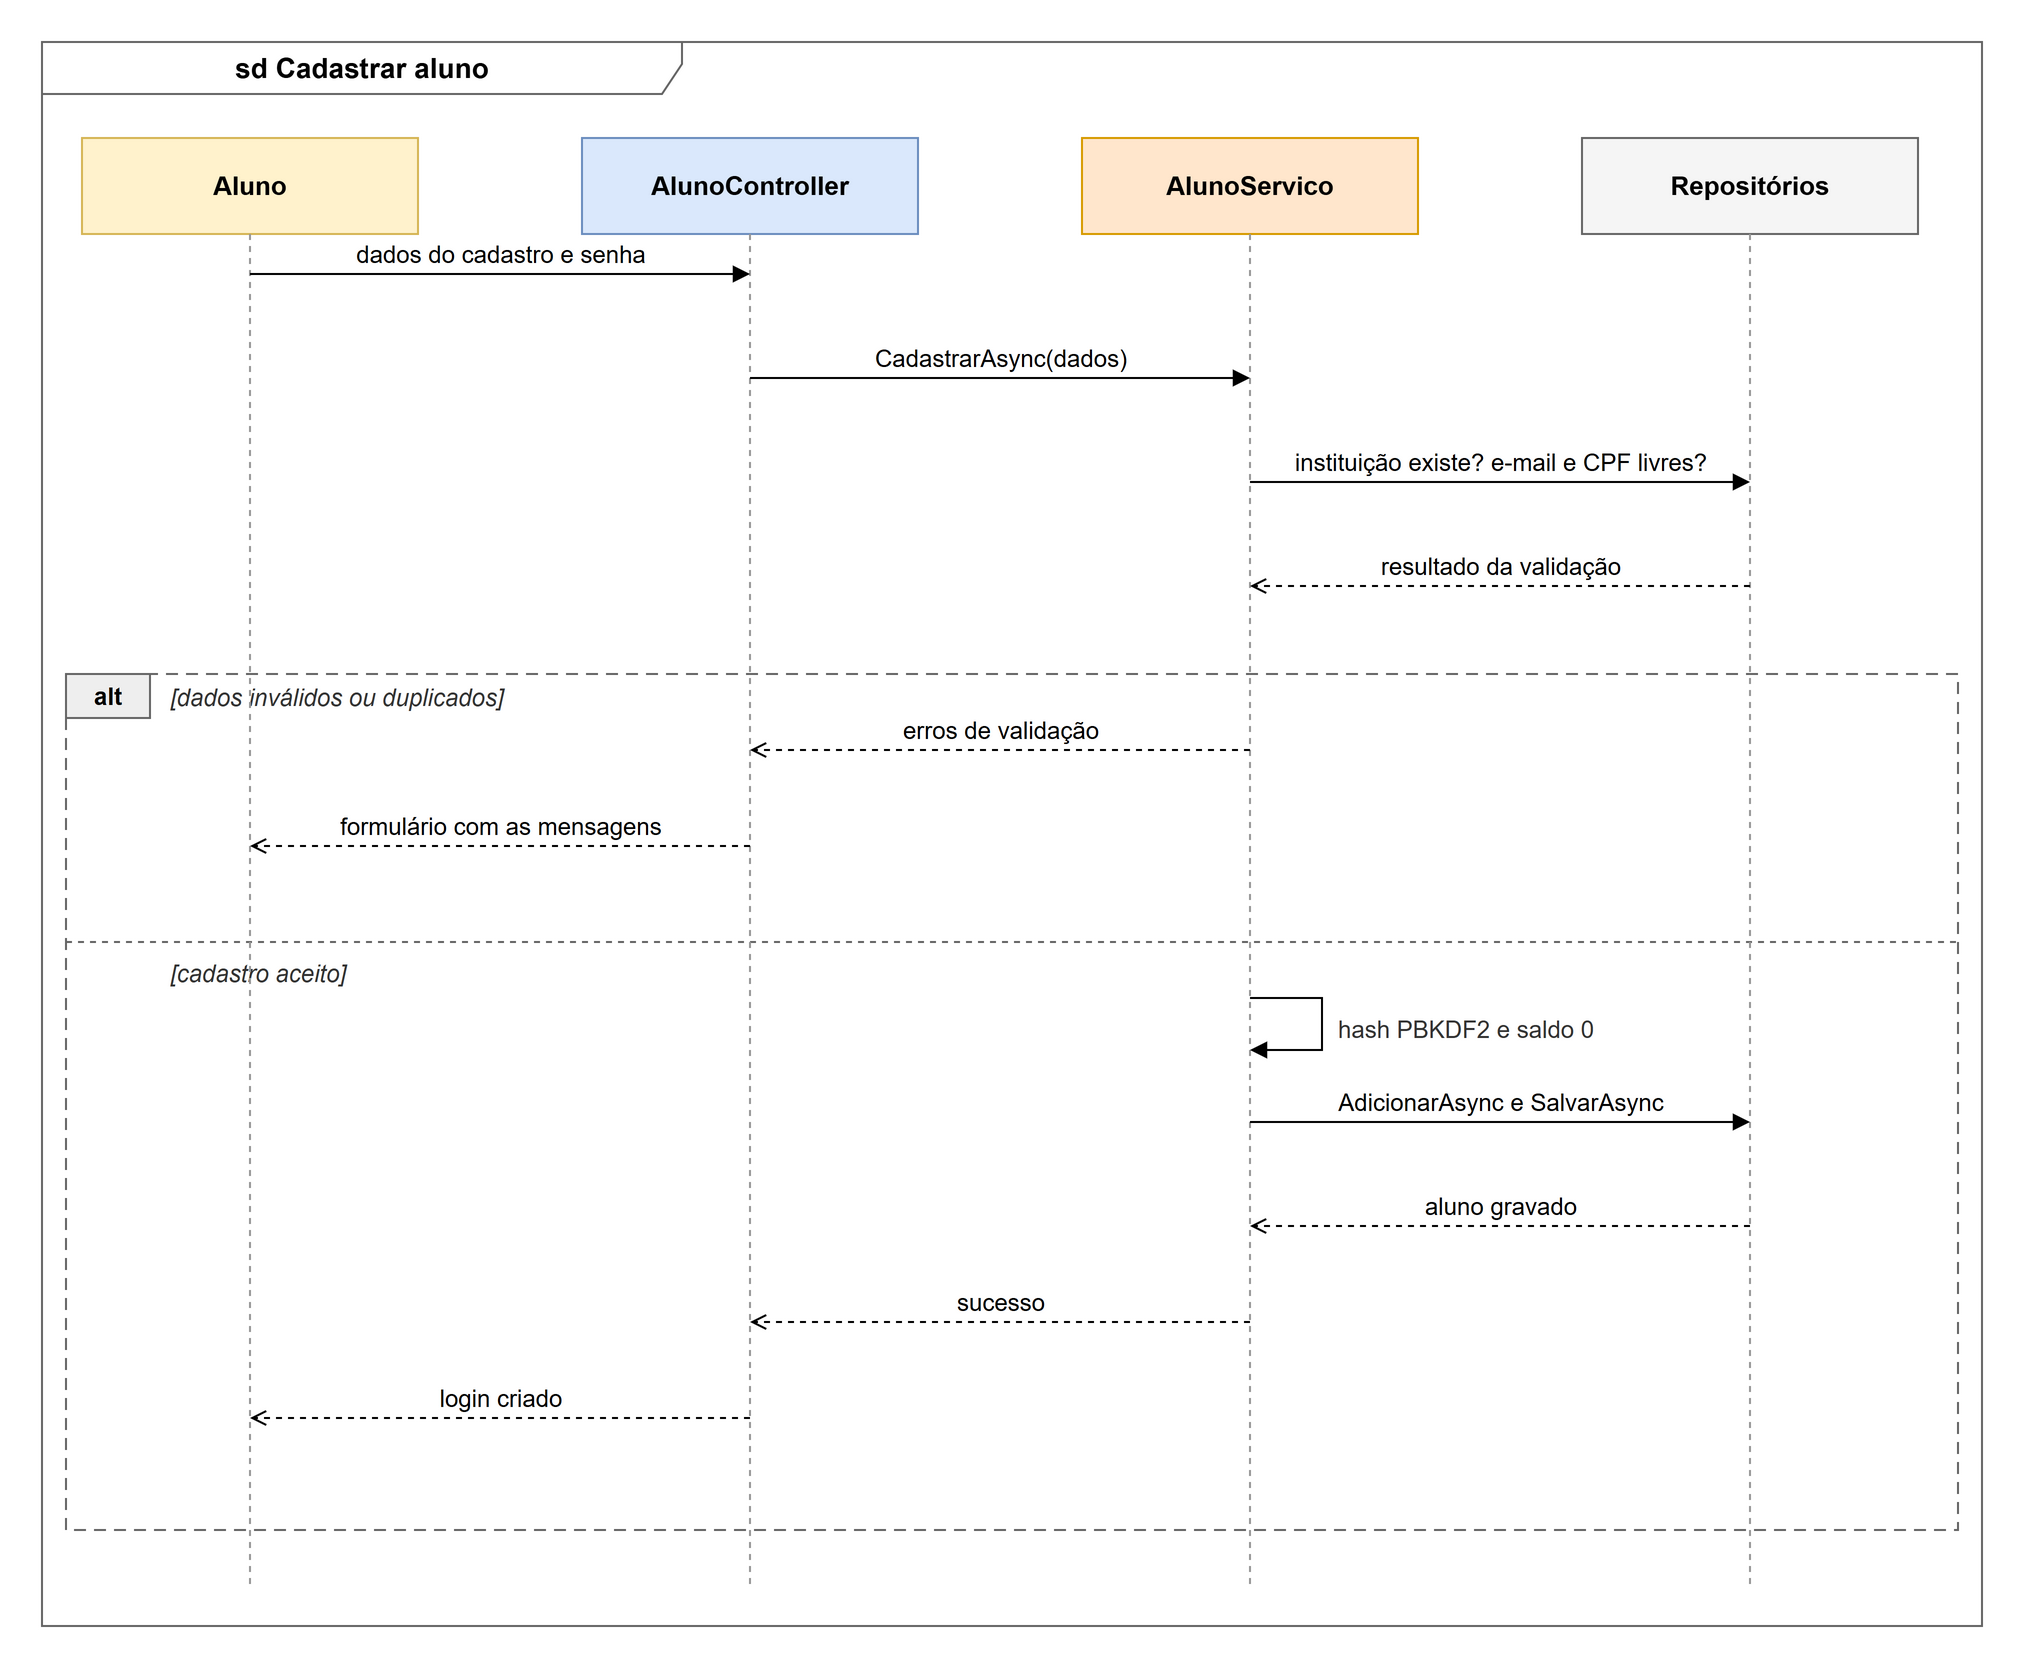 sd Cadastrar aluno
Aluno
AlunoController
AlunoServico
Repositórios
dados do cadastro e senha
CadastrarAsync(dados)
instituição existe? e-mail e CPF livres?
resultado da validação
alt
[dados inválidos ou duplicados]
erros de validação
formulário com as mensagens
[cadastro aceito]
hash PBKDF2 e saldo 0
AdicionarAsync e SalvarAsync
aluno gravado
sucesso
login criado